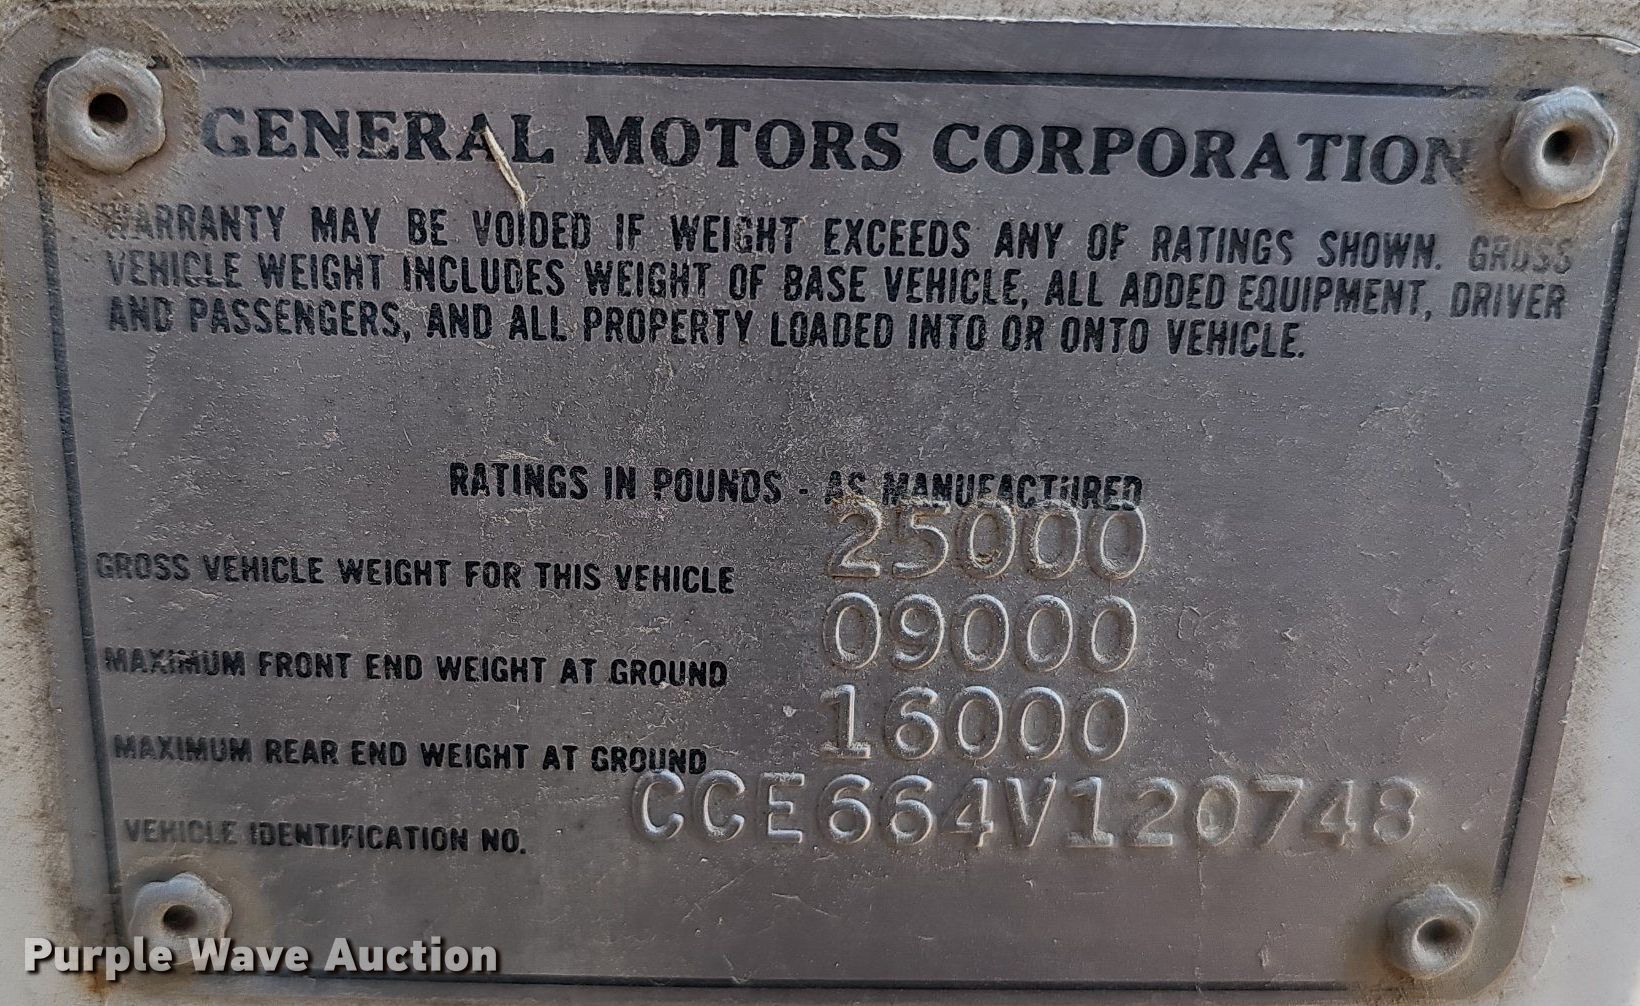 GENERAL MOTORS CORPORATION
WARRANTY MAY BE VOIDED IF WEIGHT EXCEEDS ANY OF RATINGS SHOWN. GROSS
VEHICLE WEIGHT INCLUDES WEIGHT OF BASE VEHICLE, ALL ADDED EQUIPMENT, DRIVER
AND PASSENGERS, AND ALL PROPERTY LOADED INTO OR ONTO VEHICLE.
RATINGS IN POUNDS - AS MANUFACTURED
GROSS VEHICLE WEIGHT FOR THIS VEHICLE 25000
MAXIMUM FRONT END WEIGHT AT GROUND 09000
MAXIMUM REAR END WEIGHT AT GROUND 16000
VEHICLE IDENTIFICATION NO. CCE664V120748
Purple Wave Auction